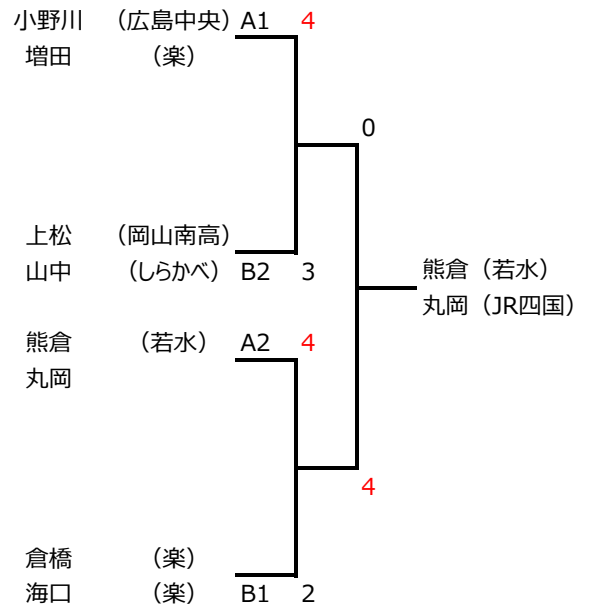 小野川 （広島中央） A1 4
増田 （楽）
0
上松 （岡山南高）
山中 （しらかべ） B2 3
熊倉（若水）
丸岡（JR四国）
熊倉 （若水） A2 4
丸岡
4
倉橋 （楽）
海口 （楽） B1 2